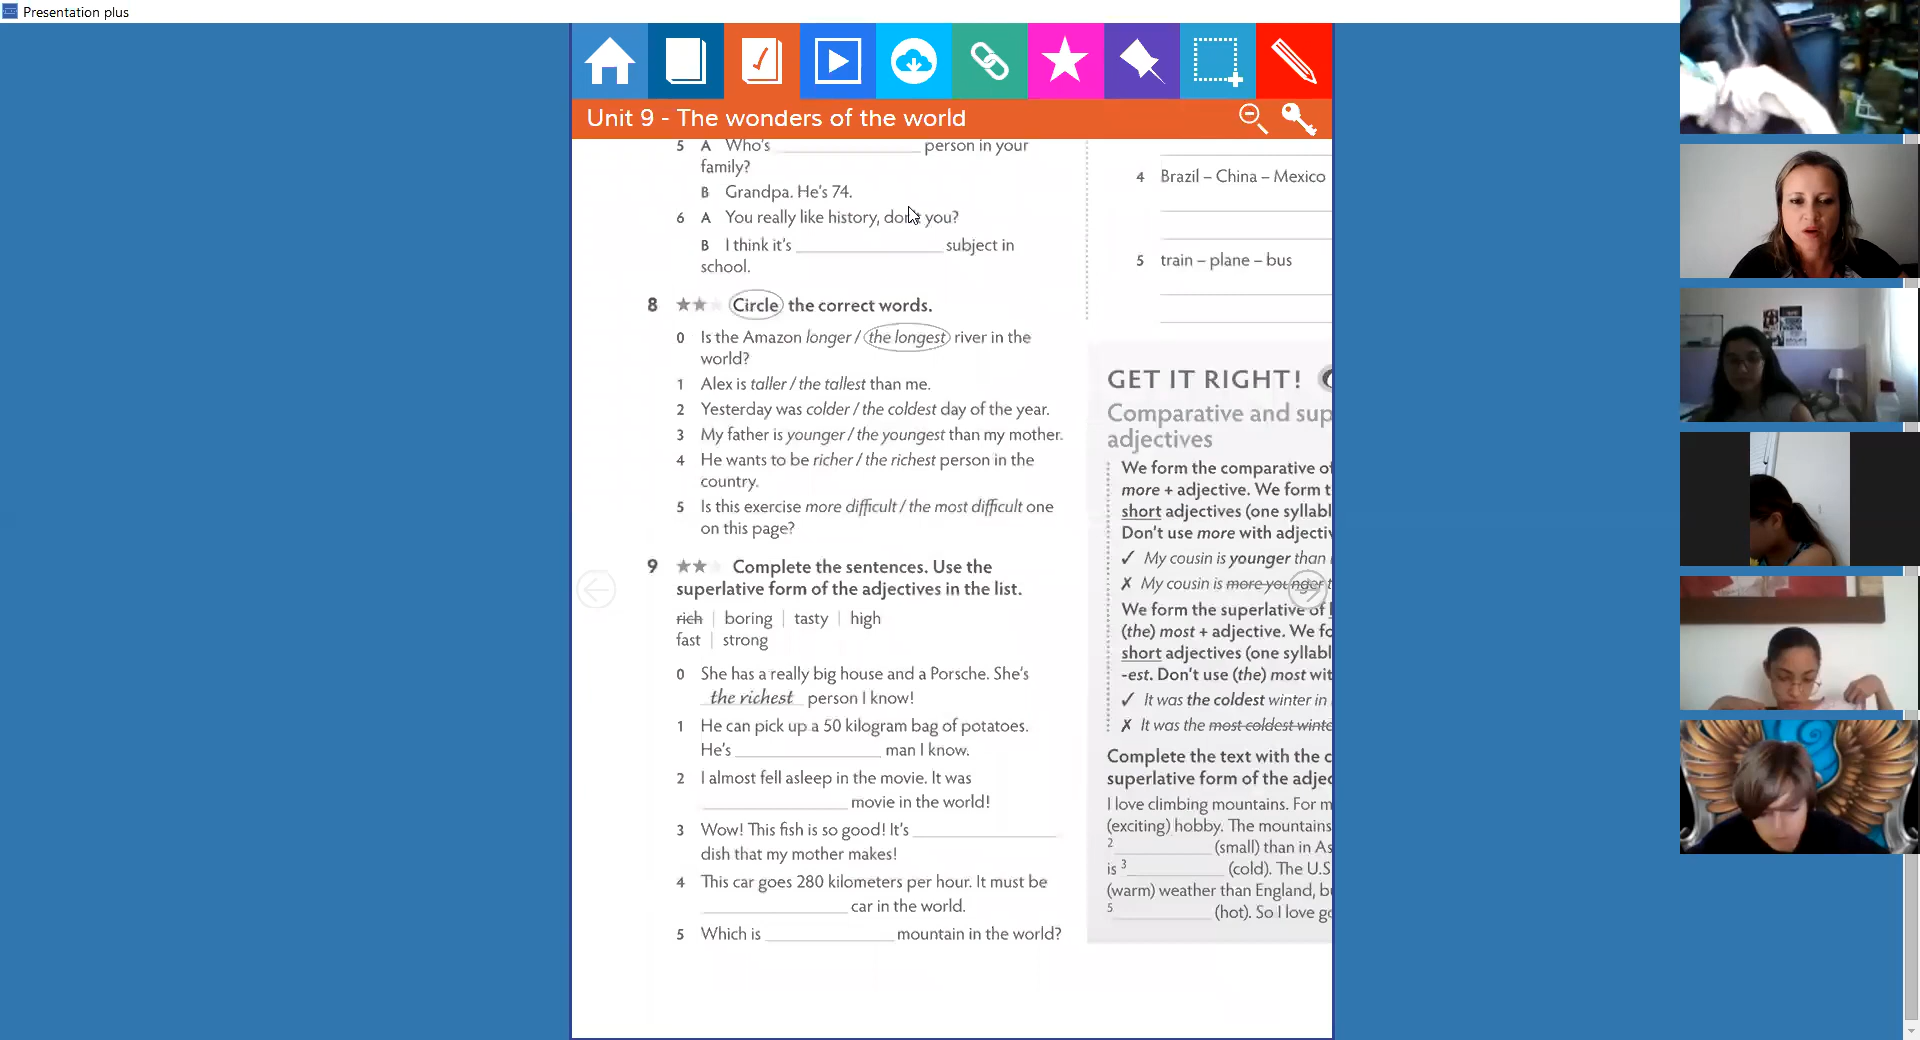 Presentation plus
Unit 9 - The wonders of the world
5 A Who's ____ person in your
family?
B Grandpa. He's 74.
6 A You really like history, don't you?
B I think it's ____ subject in
school.
8 Circle the correct words.
0 Is the Amazon longer / the longest river in the
world?
1 Alex is taller / the tallest than me.
2 Yesterday was colder / the coldest day of the year.
3 My father is younger / the youngest than my mother.
4 He wants to be richer / the richest person in the
country.
5 Is this exercise more difficult / the most difficult one
on this page?
9 Complete the sentences. Use the
superlative form of the adjectives in the list.
rich | boring | tasty | high
fast | strong
0 She has a really big house and a Porsche. She's
the richest person I know!
1 He can pick up a 50 kilogram bag of potatoes.
He's ____ man I know.
2 I almost fell asleep in the movie. It was
____ movie in the world!
3 Wow! This fish is so good! It's ____
dish that my mother makes!
4 This car goes 280 kilometers per hour. It must be
____ car in the world.
5 Which is ____ mountain in the world?
4 Brazil – China – Mexico
5 train – plane – bus
GET IT RIGHT!
Comparative and sup
adjectives
We form the comparative of
more + adjective. We form t
short adjectives (one syllabl
Don't use more with adjectiv
✓ My cousin is younger than
✗ My cousin is more younger t
We form the superlative of
(the) most + adjective. We fo
short adjectives (one syllabl
-est. Don't use (the) most wit
✓ It was the coldest winter in
✗ It was the most coldest winte
Complete the text with the c
superlative form of the adjec
I love climbing mountains. For m
(exciting) hobby. The mountains
2 ____ (small) than in As
is 3 ____ (cold). The U.S
(warm) weather than England, bu
5 ____ (hot). So I love go